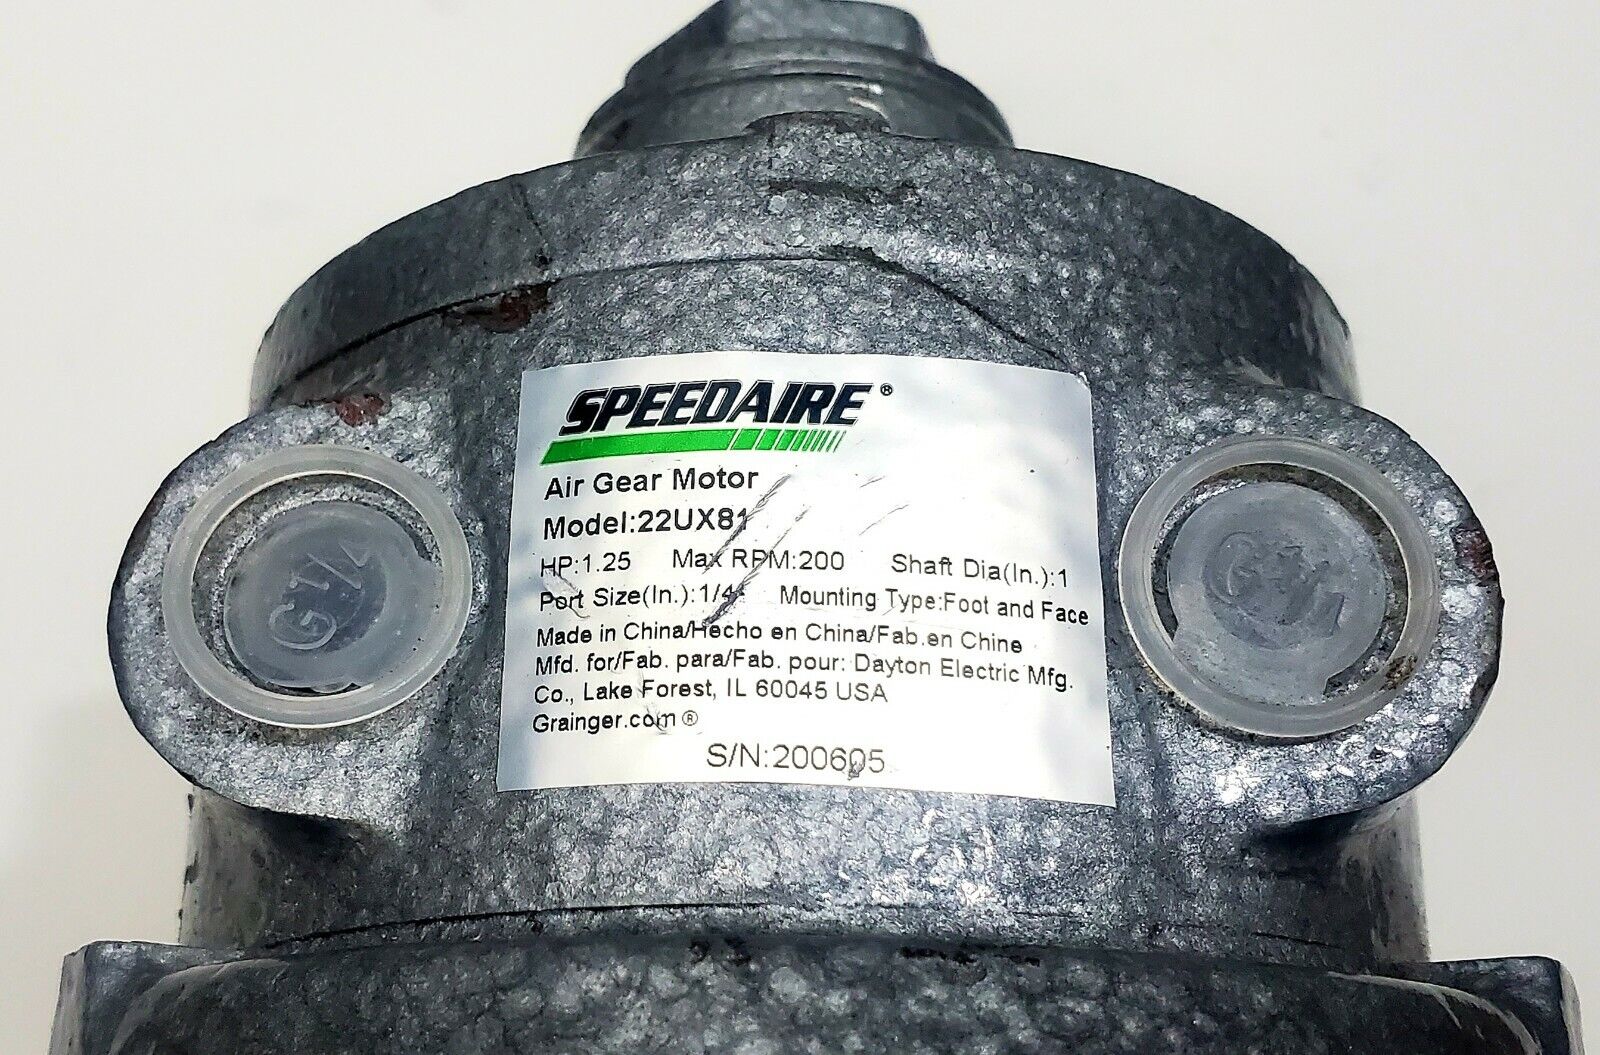 SPEEDAIRE®
Air Gear Motor
Model:22UX81
HP:1.25 Max RPM:200 Shaft Dia(In.):1
Port Size(In.):1/4 Mounting Type:Foot and Face
Made in China/Hecho en China/Fab.en Chine
Mfd. for/Fab. para/Fab. pour: Dayton Electric Mfg.
Co., Lake Forest, IL 60045 USA
Grainger.com®
S/N:200605
G1/4